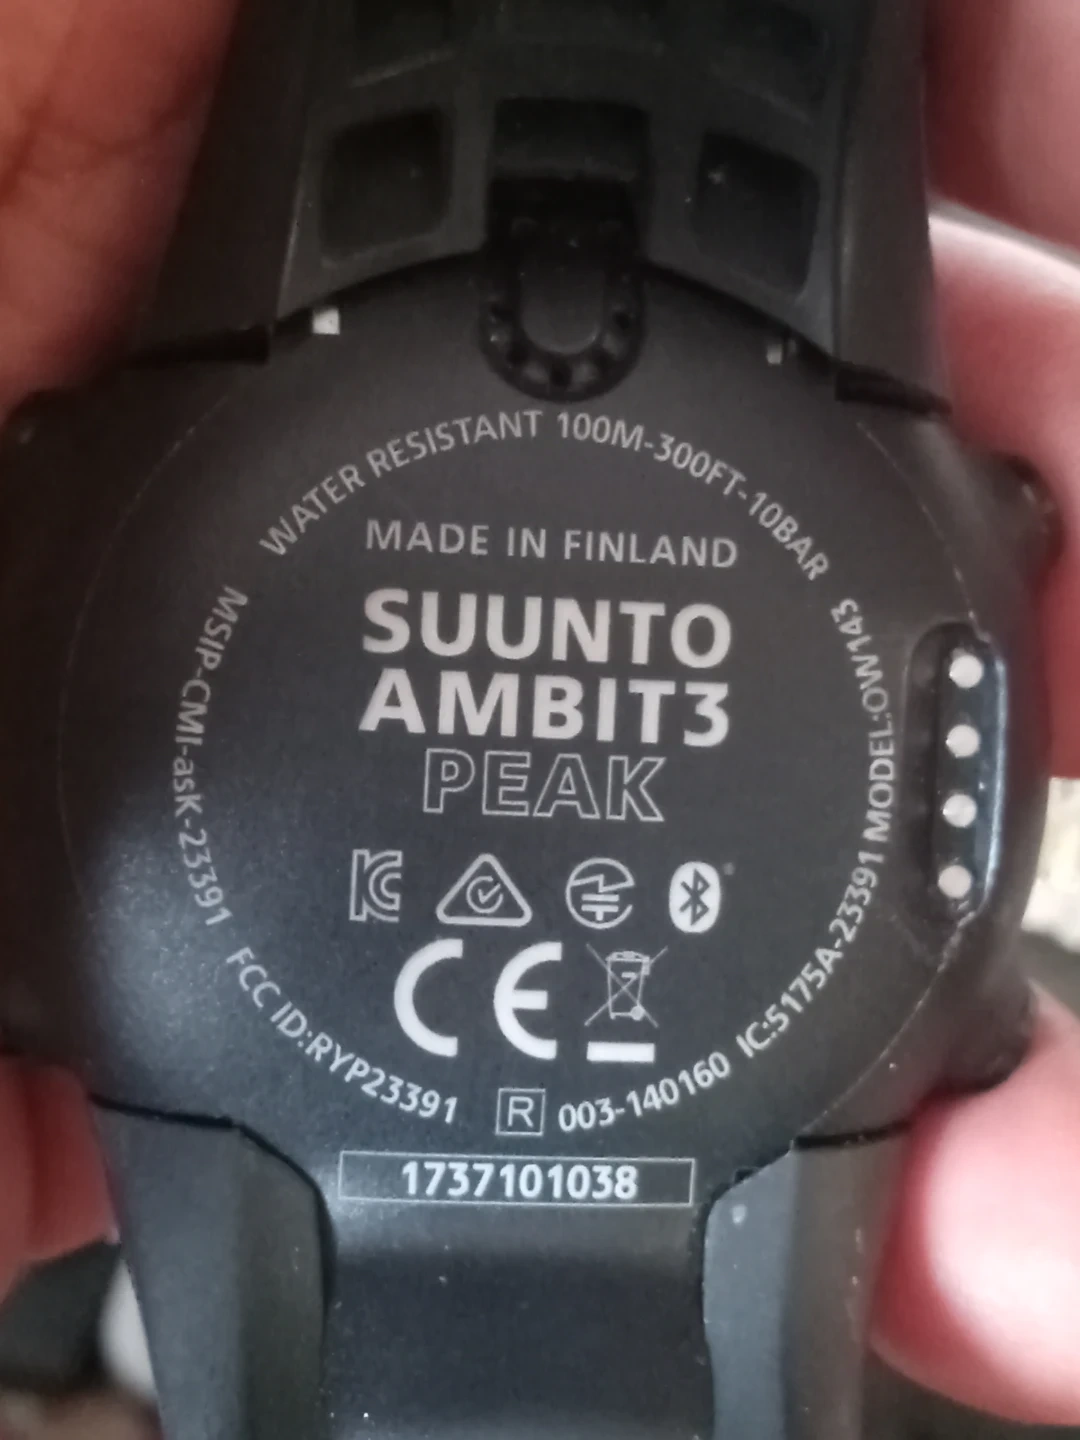 WATER RESISTANT 100M-300FT-10BAR
MADE IN FINLAND
SUUNTO
AMBIT3
PEAK
MSIP-CMI-asK-23391
FCC ID:RYP23391
R 003-140160
IC:5175A-23391 MODEL:OW143
CE
1737101038